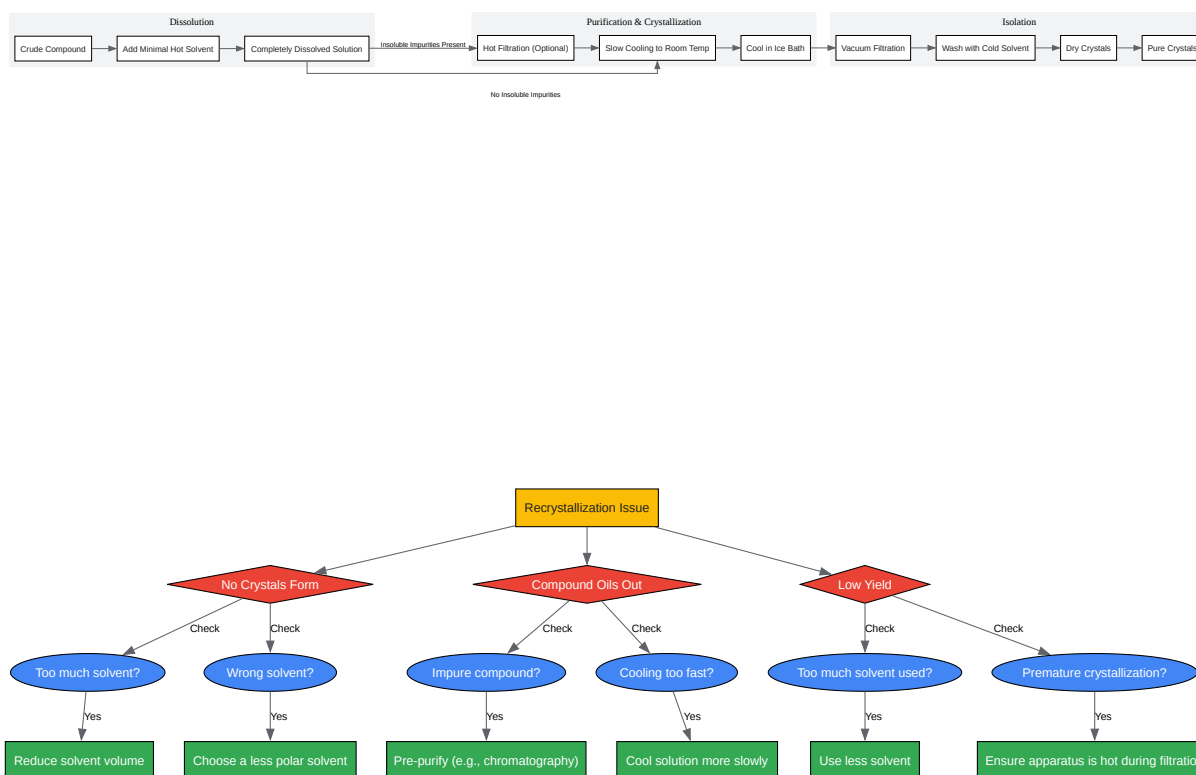 Dissolution
Purification & Crystallization
Isolation
Crude Compound
Add Minimal Hot Solvent
Completely Dissolved Solution
Insoluble Impurities Present
Hot Filtration (Optional)
Slow Cooling to Room Temp
Cool in Ice Bath
Vacuum Filtration
Wash with Cold Solvent
Dry Crystals
Pure Crystals
No Insoluble Impurities
Recrystallization Issue
No Crystals Form
Compound Oils Out
Low Yield
Check
Check
Check
Check
Check
Check
Too much solvent?
Wrong solvent?
Impure compound?
Cooling too fast?
Too much solvent used?
Premature crystallization?
Yes
Yes
Yes
Yes
Yes
Yes
Reduce solvent volume
Choose a less polar solvent
Pre-purify (e.g., chromatography)
Cool solution more slowly
Use less solvent
Ensure apparatus is hot during filtratio